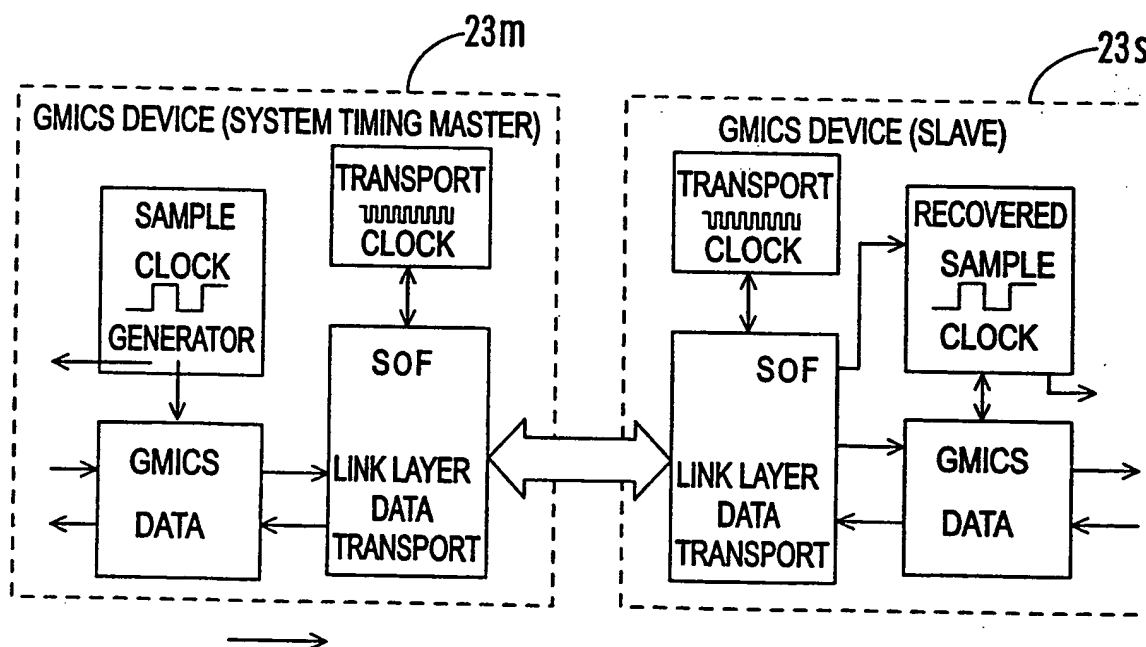 23m
23s
GMICS DEVICE (SYSTEM TIMING MASTER)
SAMPLE
CLOCK
GENERATOR
TRANSPORT
CLOCK
SOF
LINK LAYER
DATA
TRANSPORT
GMICS
DATA
GMICS DEVICE (SLAVE)
TRANSPORT
CLOCK
RECOVERED
SAMPLE
CLOCK
SOF
LINK LAYER
DATA
TRANSPORT
GMICS
DATA